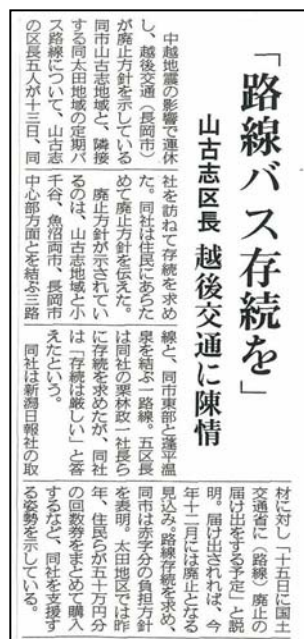 「路線バス存続を」
山古志区長 越後交通に陳情
中越地震の影響で運休
し、越後交通（長岡市）
が廃止方針を示している
同市山古志地域と、隣接
する同太田地域の定期バ
ス路線について、山古志
の区長五人が十三日、同
社を訪ねて存続を求め
た。同社は住民にあらた
めて廃止方針を伝えた。
廃止方針が示されてい
るのは、山古志地域と小
千谷、魚沼両市、長岡市
中心部方面とを結ぶ三路
線と、同市東部と蓬平温
泉を結ぶ一路線。五区長
は同社の栗林政一社長ら
に存続を求めたが、同社
は「存続は厳しい」と答
えたという。
同社は新潟日報社の取
材に対し「十五日に国土
交通省に（路線）廃止の
届け出をする予定」と説
明。届け出されれば、今
年十二月には廃止となる
見込み。路線存続を求め、
同市は赤字分の負担方針
を表明。太田地区では昨
年、住民らが五十万円分
の回数券をまとめて購入
するなど、同社を支援す
る姿勢を示している。